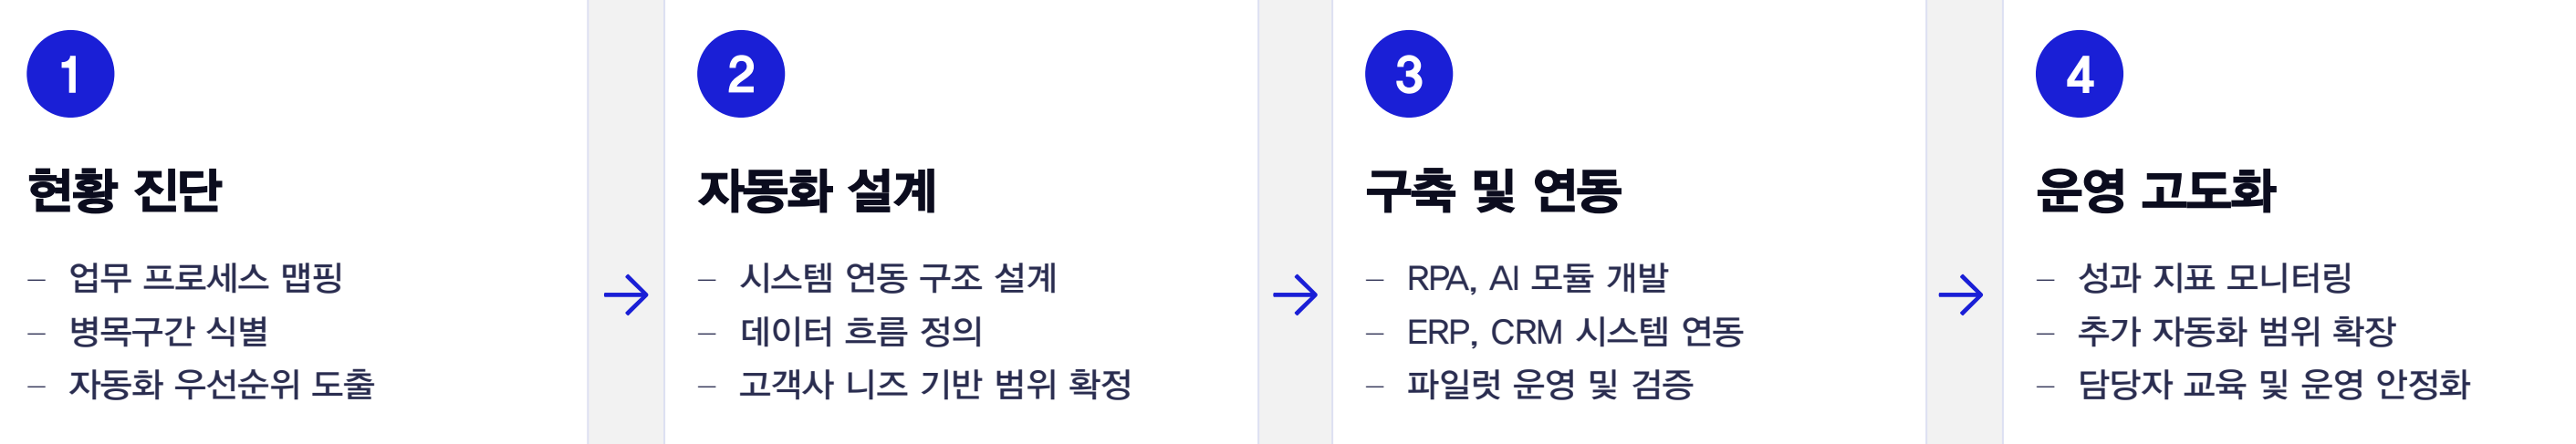 1
현황 진단
– 업무 프로세스 맵핑
– 병목구간 식별
– 자동화 우선순위 도출
2
자동화 설계
– 시스템 연동 구조 설계
– 데이터 흐름 정의
– 고객사 니즈 기반 범위 확정
3
구축 및 연동
– RPA, AI 모듈 개발
– ERP, CRM 시스템 연동
– 파일럿 운영 및 검증
4
운영 고도화
– 성과 지표 모니터링
– 추가 자동화 범위 확장
– 담당자 교육 및 운영 안정화